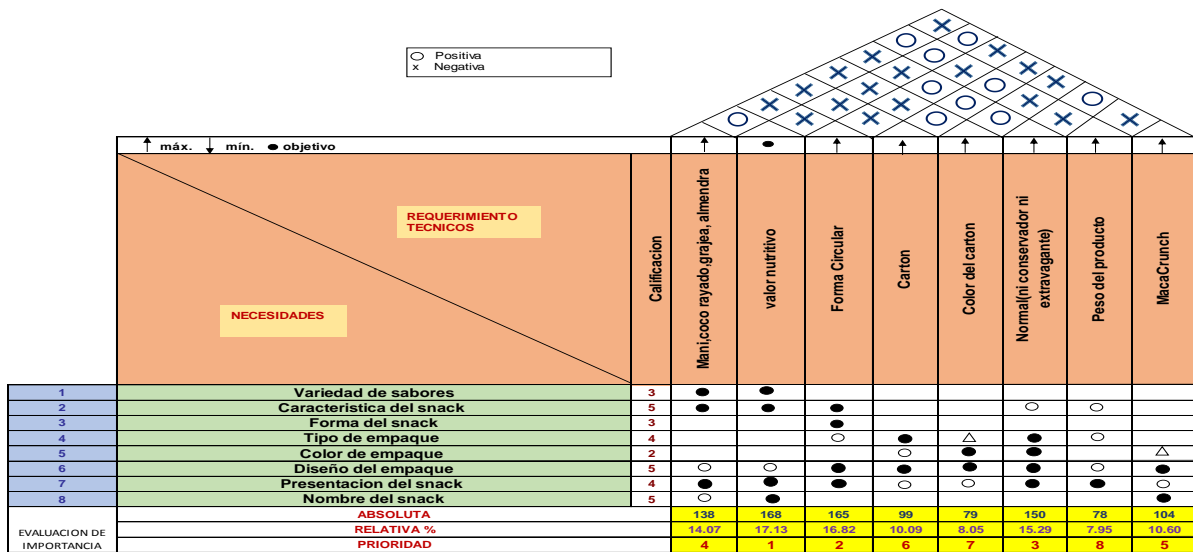 ○ Positiva
× Negativa
↑ máx. ↓ mín. ● objetivo
REQUERIMIENTO
TECNICOS
NECESIDADES
Calificacion
Mani,coco rayado,grajea, almendra
valor nutritivo
Forma Circular
Carton
Color del carton
Normal(ni conservador ni
extravagante)
Peso del producto
MacaCrunch
1 Variedad de sabores 3
2 Caracteristica del snack 5
3 Forma del snack 3
4 Tipo de empaque 4
5 Color de empaque 2
6 Diseño del empaque 5
7 Presentacion del snack 4
8 Nombre del snack 5
EVALUACION DE
IMPORTANCIA
ABSOLUTA 138 168 165 99 79 150 78 104
RELATIVA % 14.07 17.13 16.82 10.09 8.05 15.29 7.95 10.60
PRIORIDAD 4 1 2 6 7 3 8 5